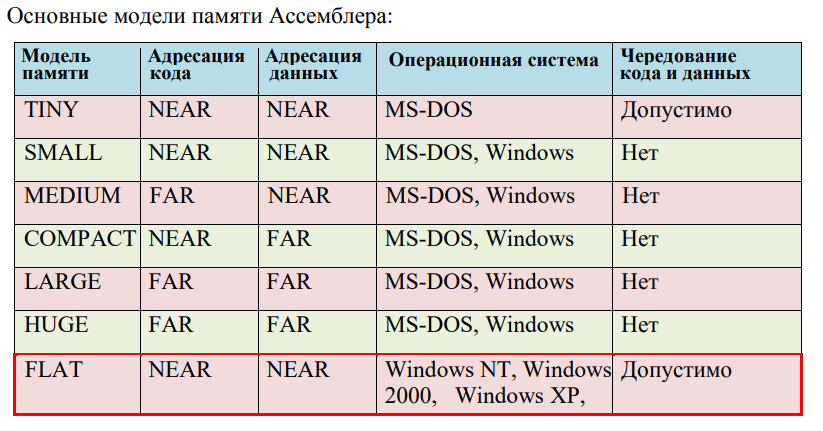 Основные модели памяти Ассемблера:
Модель памяти Адресация кода Адресация данных Операционная система Чередование кода и данных
TINY NEAR NEAR MS-DOS Допустимо
SMALL NEAR NEAR MS-DOS, Windows Нет
MEDIUM FAR NEAR MS-DOS, Windows Нет
COMPACT NEAR FAR MS-DOS, Windows Нет
LARGE FAR FAR MS-DOS, Windows Нет
HUGE FAR FAR MS-DOS, Windows Нет
FLAT NEAR NEAR Windows NT, Windows Допустимо
2000, Windows XP,